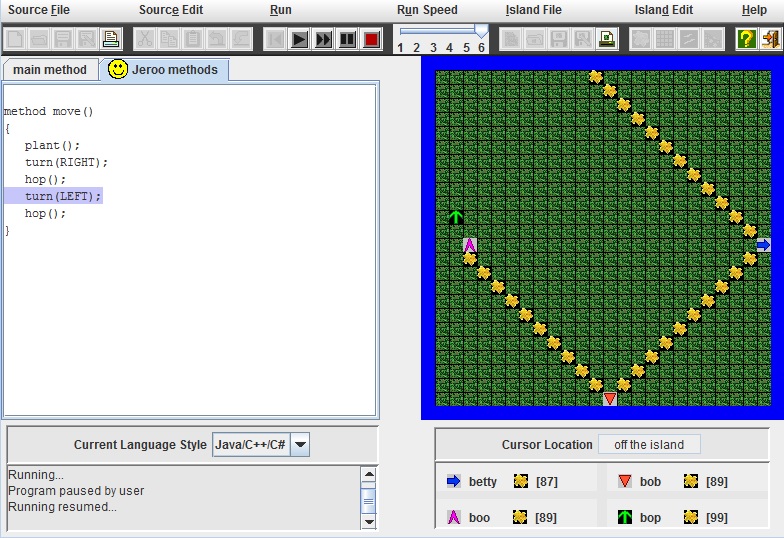 Source File Source Edit Run Run Speed Island File Island Edit Help
1 2 3 4 5 6
main method Jeroo methods
method move()
{
plant();
turn(RIGHT);
hop();
turn(LEFT);
hop();
}
Current Language Style Java/C++/C#
Running...
Program paused by user
Running resumed...
Cursor Location off the island
betty [87] bob [89]
boo [89] bop [99]